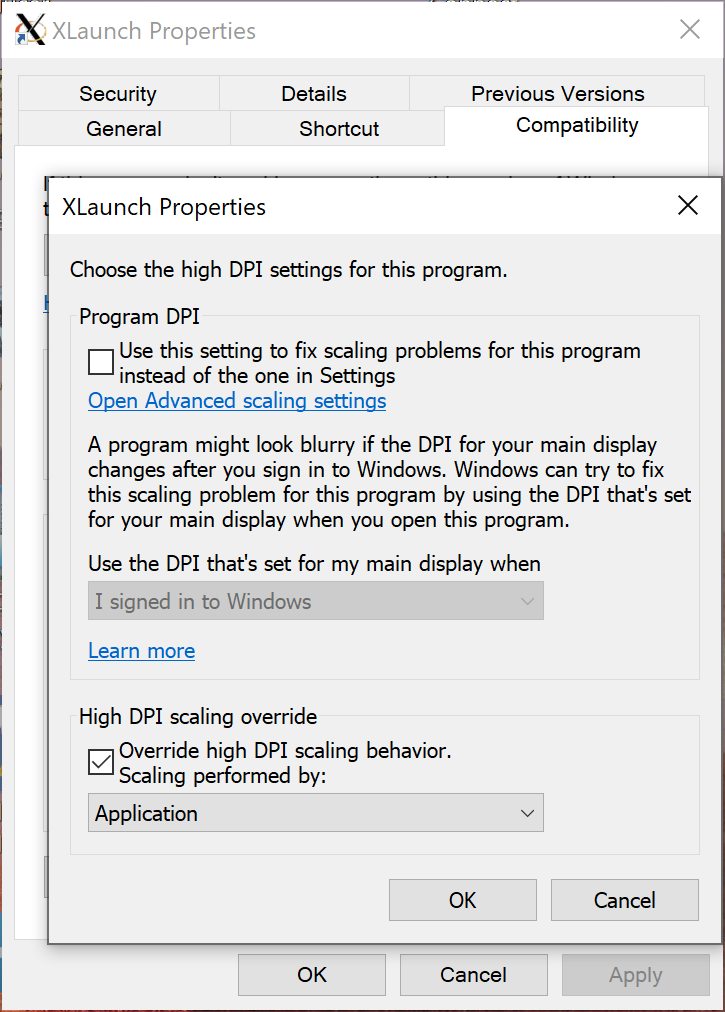 XLaunch Properties
Security
Details
Previous Versions
General
Shortcut
Compatibility
XLaunch Properties
Choose the high DPI settings for this program.
Program DPI
Use this setting to fix scaling problems for this program
instead of the one in Settings
Open Advanced scaling settings
A program might look blurry if the DPI for your main display
changes after you sign in to Windows. Windows can try to fix
this scaling problem for this program by using the DPI that's set
for your main display when you open this program.
Use the DPI that's set for my main display when
I signed in to Windows
Learn more
High DPI scaling override
Override high DPI scaling behavior.
Scaling performed by:
Application
OK
Cancel
OK
Cancel
Apply